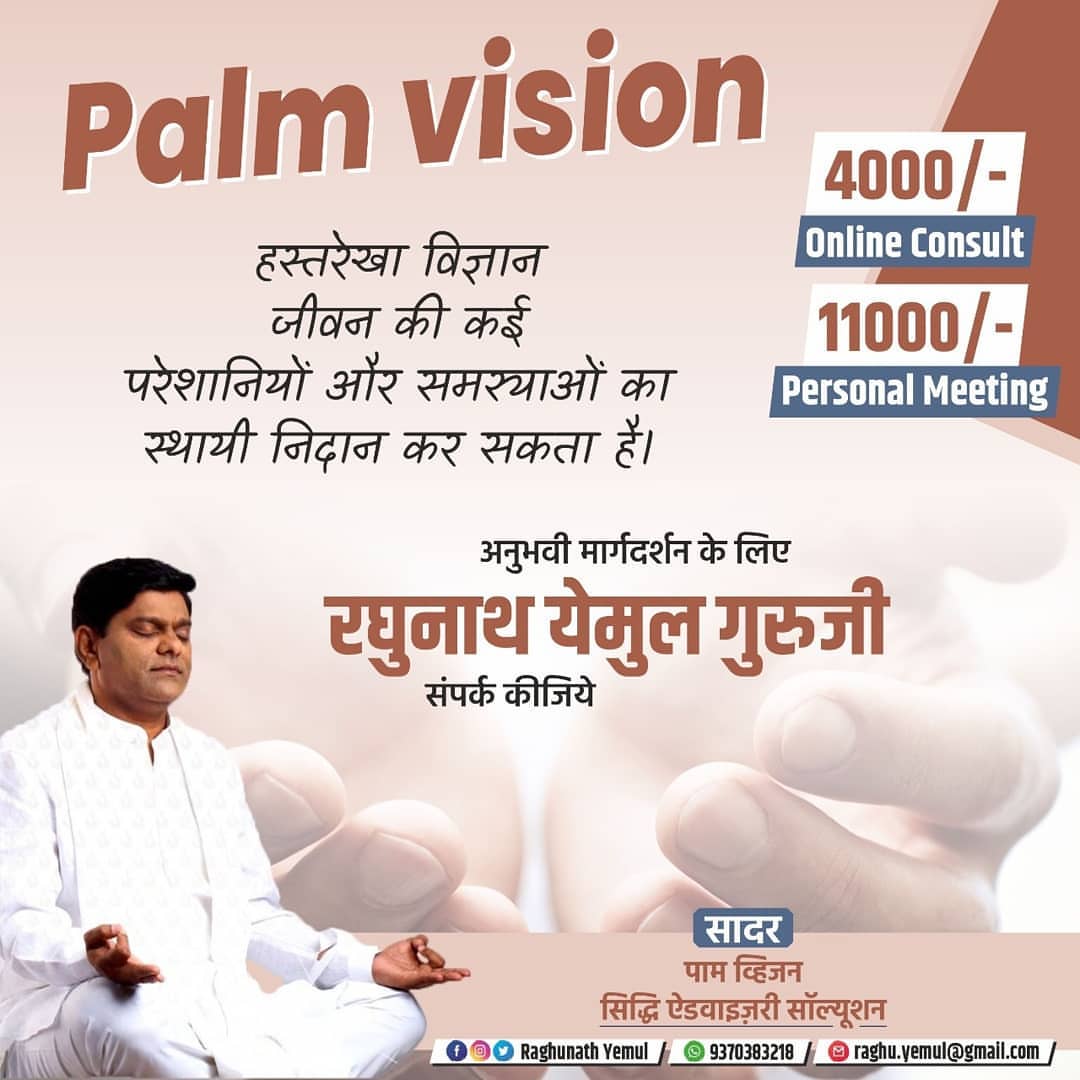 Palm vision
4000/-
Online Consult
11000/-
Personal Meeting
हस्तरेखा विज्ञान
जीवन की कई
परेशानियों और समस्याओं का
स्थायी निदान कर सकता है।
अनुभवी मार्गदर्शन के लिए
रघुनाथ येमुल गुरुजी
संपर्क कीजिये
सादर
पाम व्हिजन
सिद्धि ऐडवाइज़री सॉल्यूशन
Raghunath Yemul / 9370383218 / raghu.yemul@gmail.com /